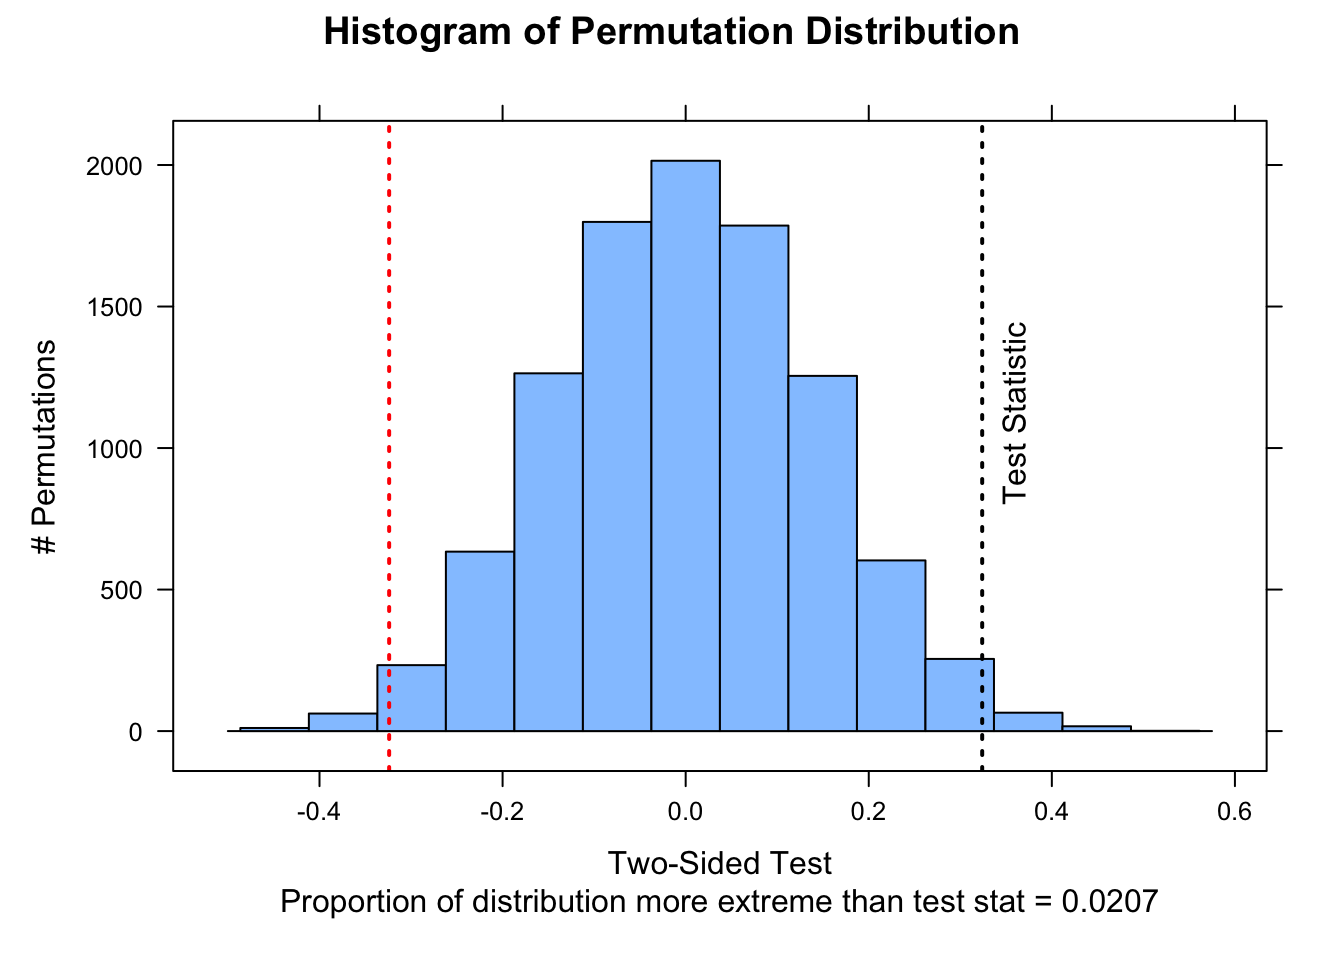 Histogram of Permutation Distribution
2000
1500
1000
500
0
# Permutations
Test Statistic
-0.4
-0.2
0.0
0.2
0.4
0.6
Two-Sided Test
Proportion of distribution more extreme than test stat = 0.0207